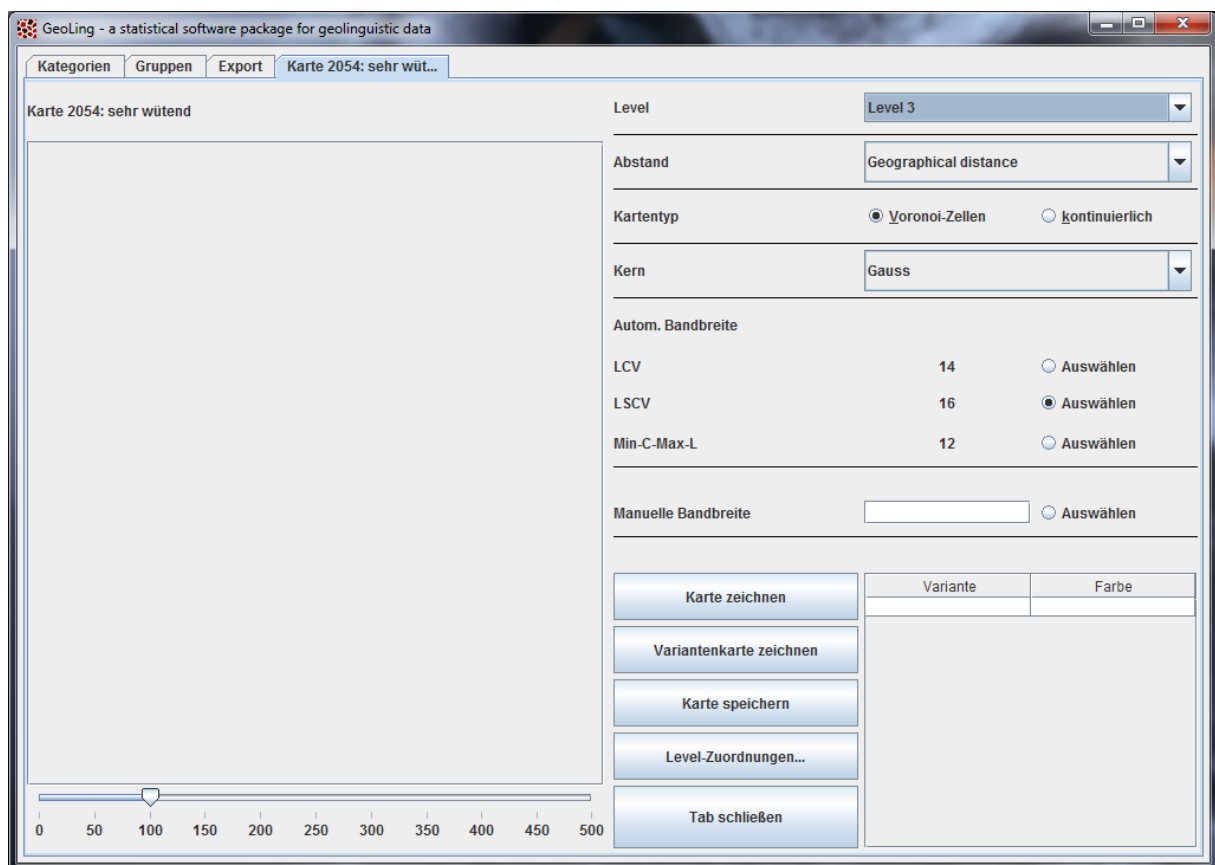 GeoLing - a statistical software package for geolinguistic data
Kategorien Gruppen Export Karte 2054: sehr wüt...
Karte 2054: sehr wütend
Level Level 3
Abstand Geographical distance
Kartentyp Voronoi-Zellen kontinuierlich
Kern Gauss
Autom. Bandbreite
LCV 14 Auswählen
LSCV 16 Auswählen
Min-C-Max-L 12 Auswählen
Manuelle Bandbreite Auswählen
Karte zeichnen
Variante Farbe
Variantenkarte zeichnen
Karte speichern
Level-Zuordnungen...
Tab schließen
0 50 100 150 200 250 300 350 400 450 500